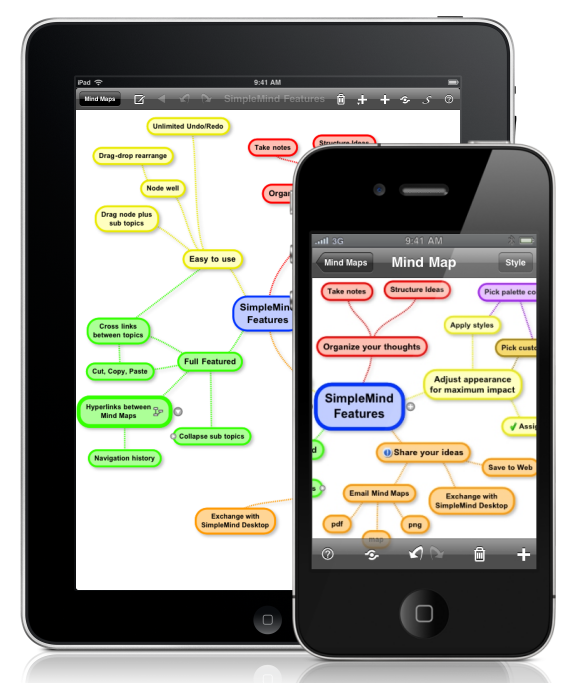 iPad
9:41 AM
Mind Maps
SimpleMind Features
Unlimited Undo/Redo
Drag-drop rearrange
Node well
Drag node plus
sub topics
Easy to use
Take notes
Structure Ideas
Organ
SimpleMind
Features
Cross links
between topics
Cut, Copy, Paste
Full Featured
Hyperlinks between
Mind Maps
Collapse sub topics
Navigation history
Exchange with
SimpleMind Desktop
3G
9:41 AM
Mind Maps
Mind Map
Style
Take notes
Structure Ideas
Pick palette co
Apply styles
Organize your thoughts
Pick custo
Adjust appearance
for maximum impact
SimpleMind
Features
Assig
d
Share your ideas
Save to Web
s
Email Mind Maps
Exchange with
SimpleMind Desktop
pdf
png
map